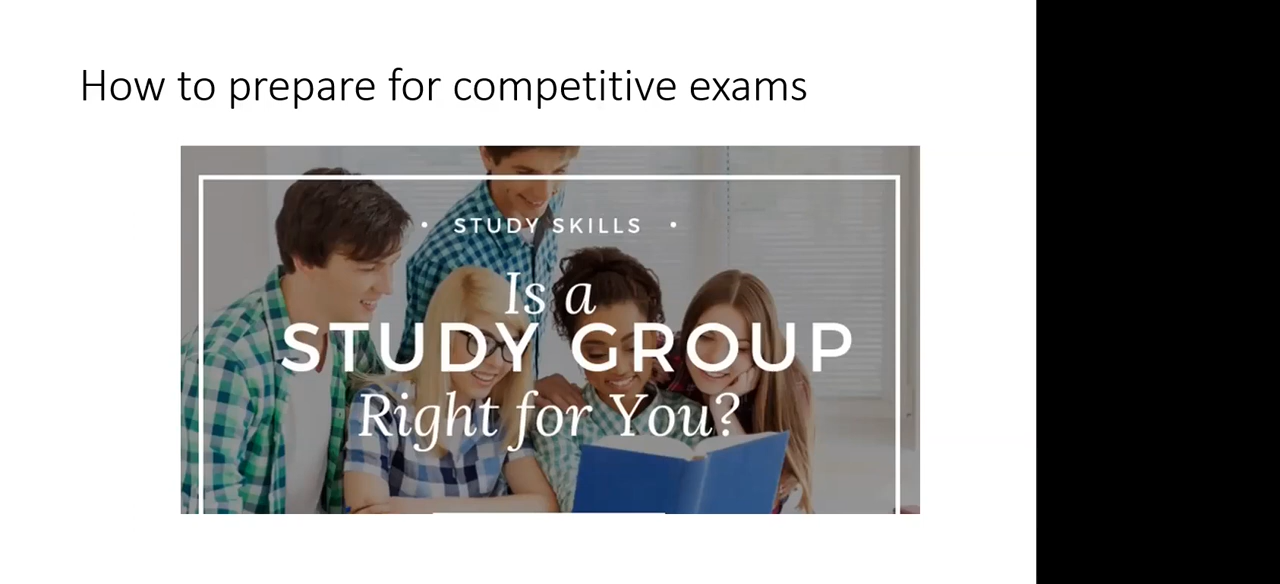 How to prepare for competitive exams
• STUDY SKILLS •
Is a
STUDY GROUP
Right for You?